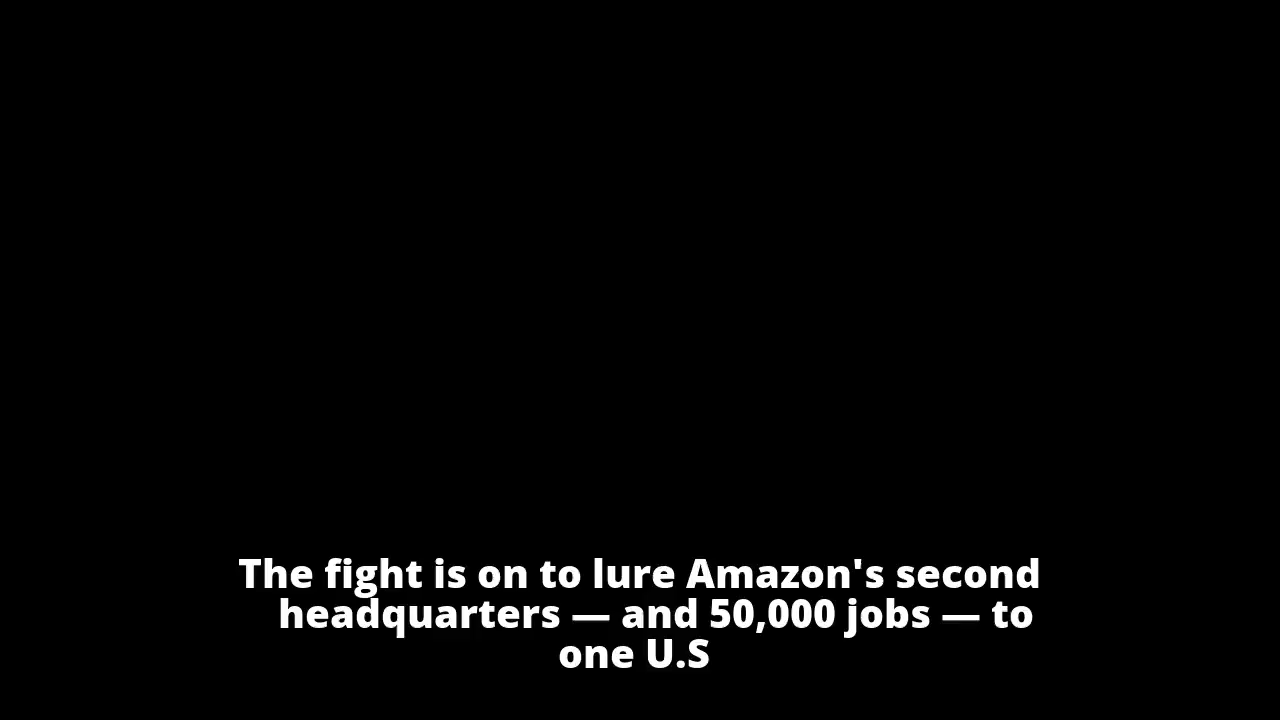 The fight is on to lure Amazon's second
headquarters — and 50,000 jobs — to
one U.S